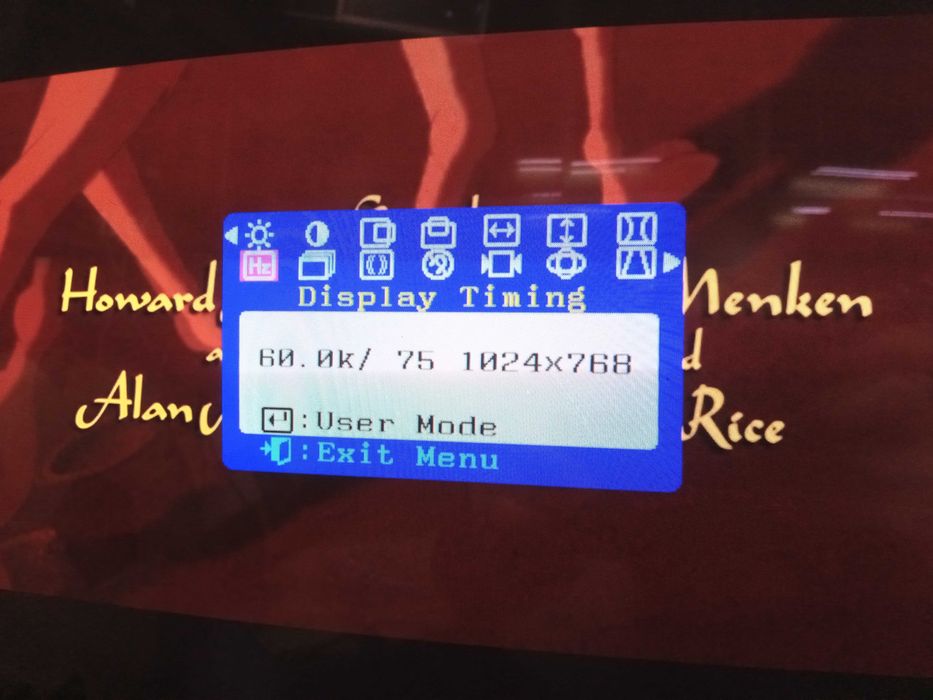 Hz
Display Timing
Howard Menken
60.0k/ 75 1024x768
Alan Rice
:User Mode
:Exit Menu